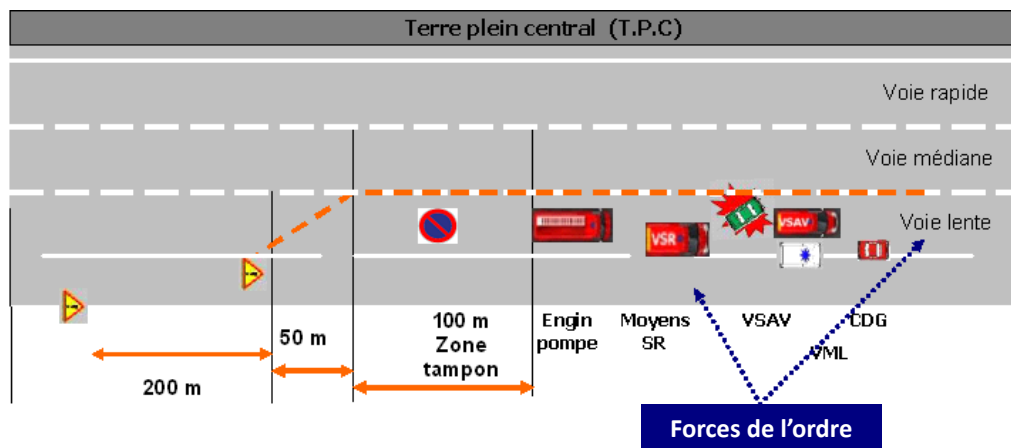 Terre plein central (T.P.C)
Voie rapide
Voie médiane
Voie lente
VSR
VSAV
200 m
50 m
100 m
Zone
tampon
Engin
pompe
Moyens
SR
VSAV
VML
CDG
Forces de l'ordre